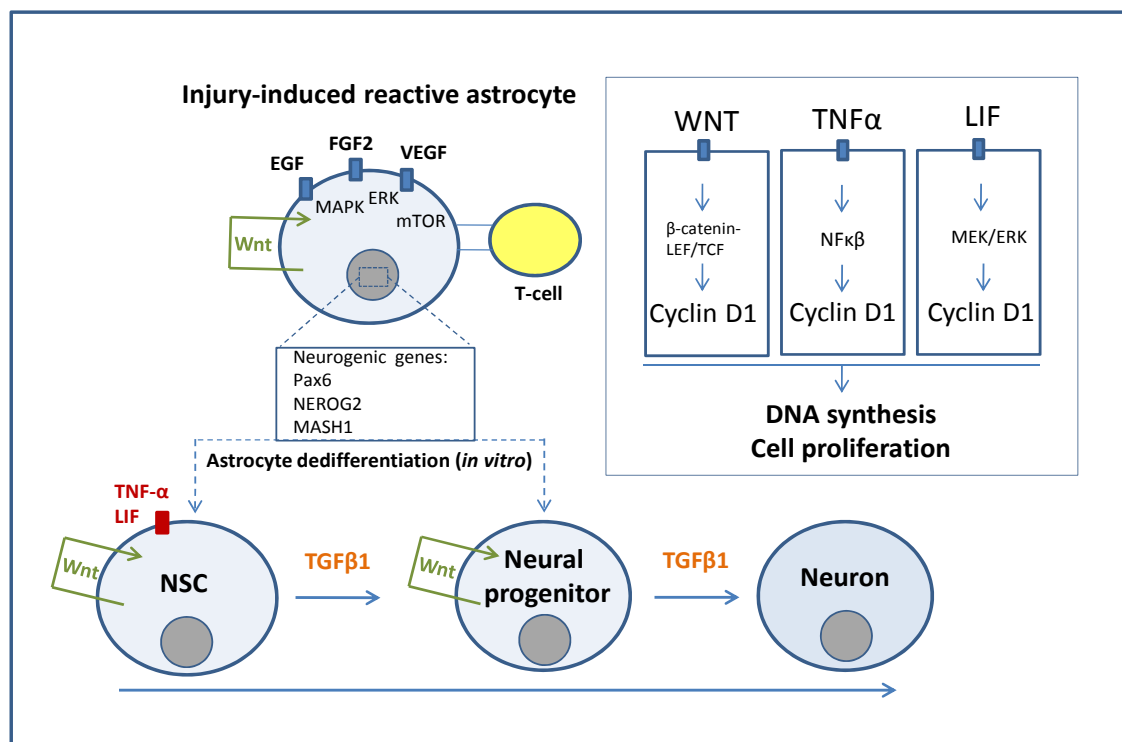 Injury-induced reactive astrocyte
EGF
FGF2
VEGF
MAPK
ERK
mTOR
Wnt
T-cell
Neurogenic genes:
Pax6
NEROG2
MASH1
Astrocyte dedifferentiation (in vitro)
WNT
β-catenin-
LEF/TCF
Cyclin D1
TNFα
NFκβ
Cyclin D1
LIF
MEK/ERK
Cyclin D1
DNA synthesis
Cell proliferation
TNF-α
LIF
Wnt
NSC
TGFβ1
Wnt
Neural
progenitor
TGFβ1
Neuron